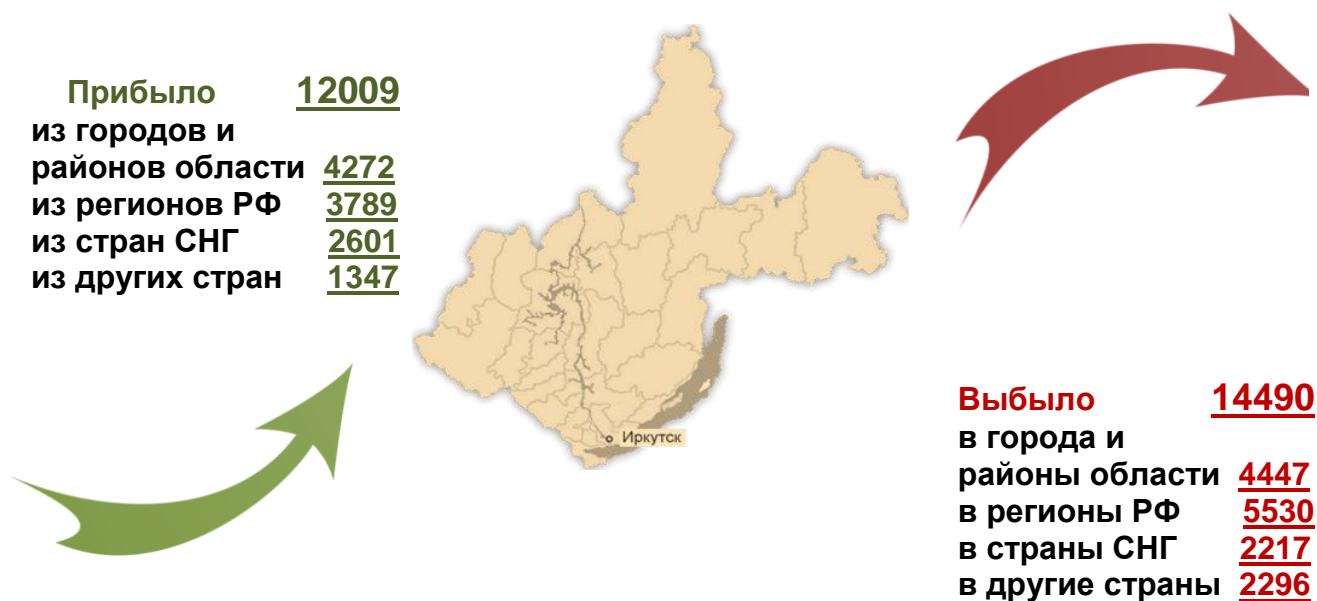 Прибыло 12009
из городов и
районов области 4272
из регионов РФ 3789
из стран СНГ 2601
из других стран 1347
Иркутск
Выбыло 14490
в города и
районы области 4447
в регионы РФ 5530
в страны СНГ 2217
в другие страны 2296